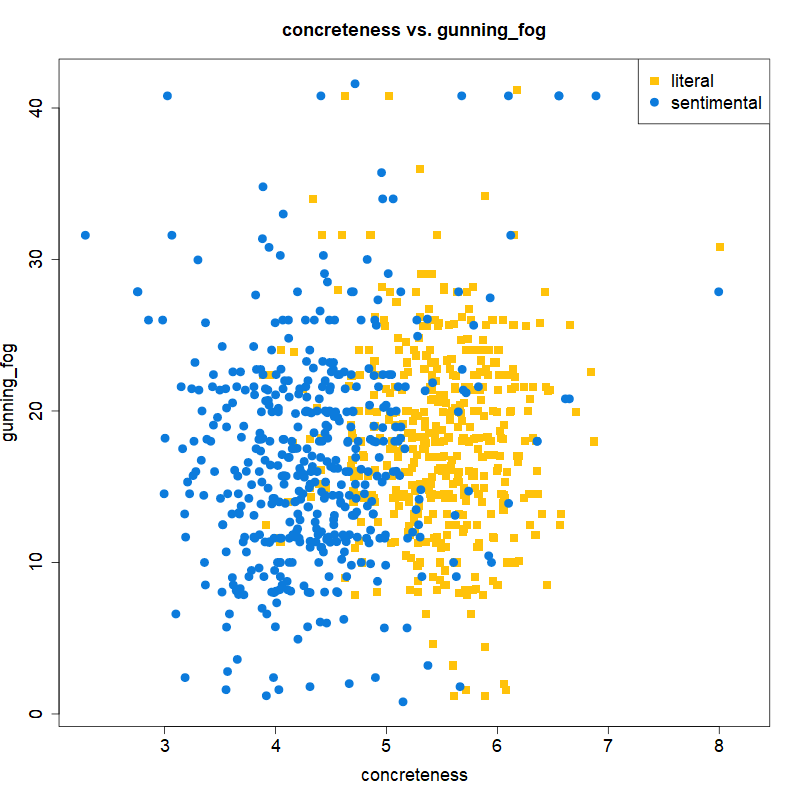 concreteness vs. gunning_fog
literal
sentimental
gunning_fog
40
30
20
10
0
3 4 5 6 7 8
concreteness